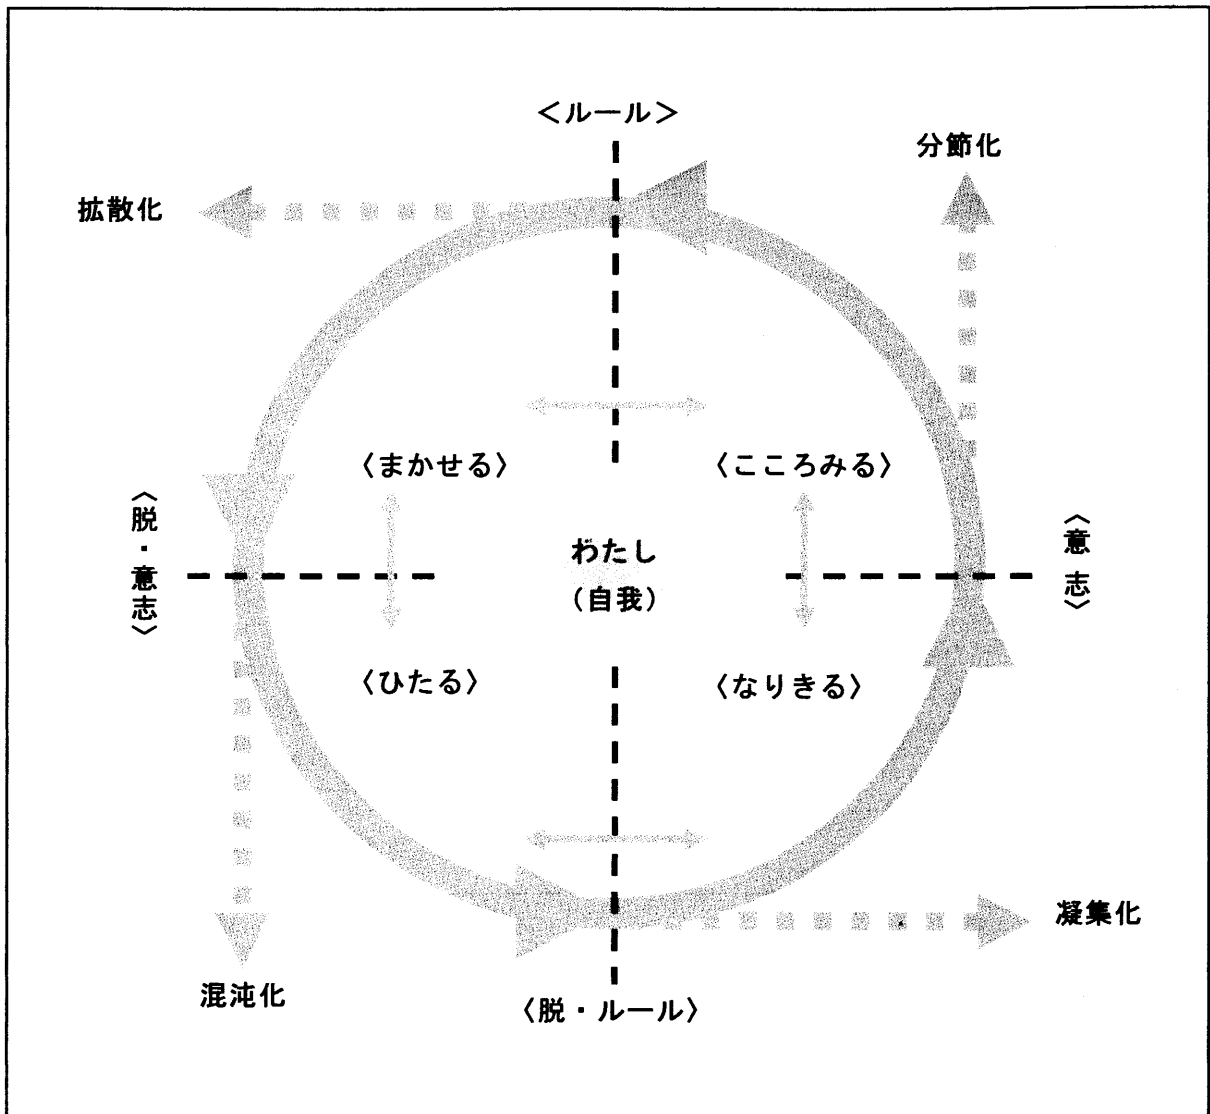 ＜ルール＞
分節化
拡散化
〈まかせる〉
〈こころみる〉
〈脱・意志〉
わたし
（自我）
〈意志〉
〈ひたる〉
〈なりきる〉
凝集化
混沌化
〈脱・ルール〉